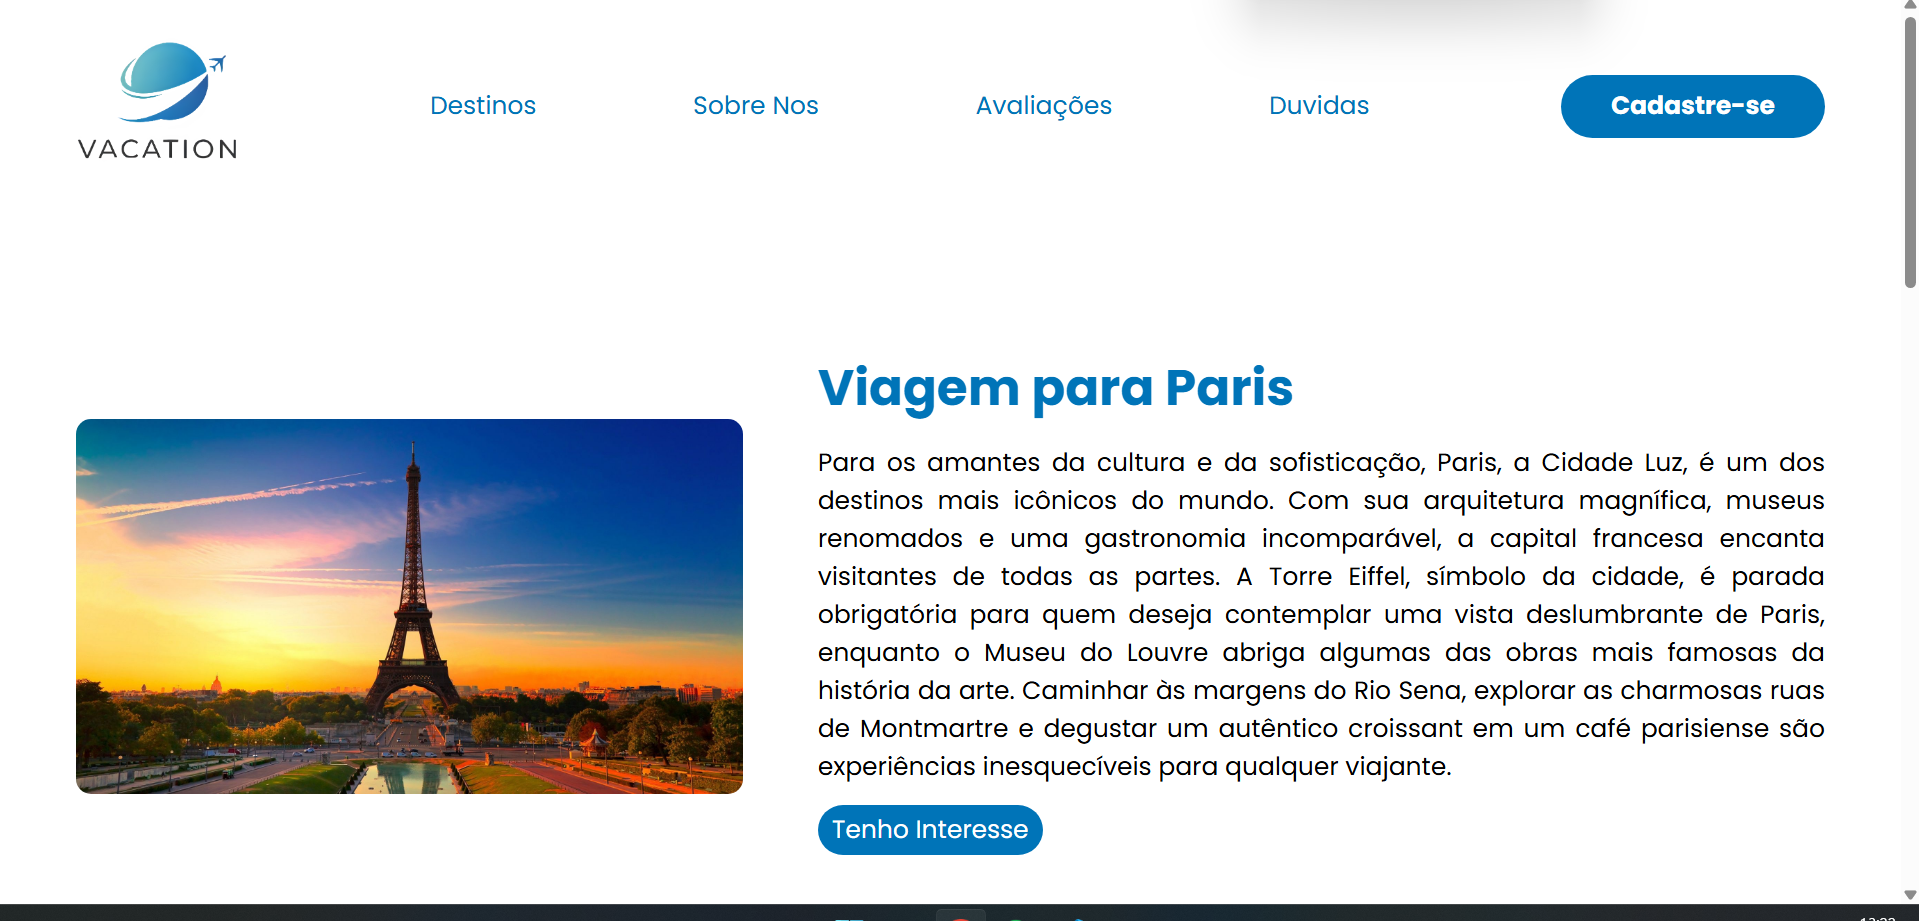 VACATION
Destinos
Sobre Nos
Avaliações
Duvidas
Cadastre-se
Viagem para Paris
Para os amantes da cultura e da sofisticação, Paris, a Cidade Luz, é um dos
destinos mais icônicos do mundo. Com sua arquitetura magnífica, museus
renomados e uma gastronomia incomparável, a capital francesa encanta
visitantes de todas as partes. A Torre Eiffel, símbolo da cidade, é parada
obrigatória para quem deseja contemplar uma vista deslumbrante de Paris,
enquanto o Museu do Louvre abriga algumas das obras mais famosas da
história da arte. Caminhar às margens do Rio Sena, explorar as charmosas ruas
de Montmartre e degustar um autêntico croissant em um café parisiense são
experiências inesquecíveis para qualquer viajante.
Tenho Interesse